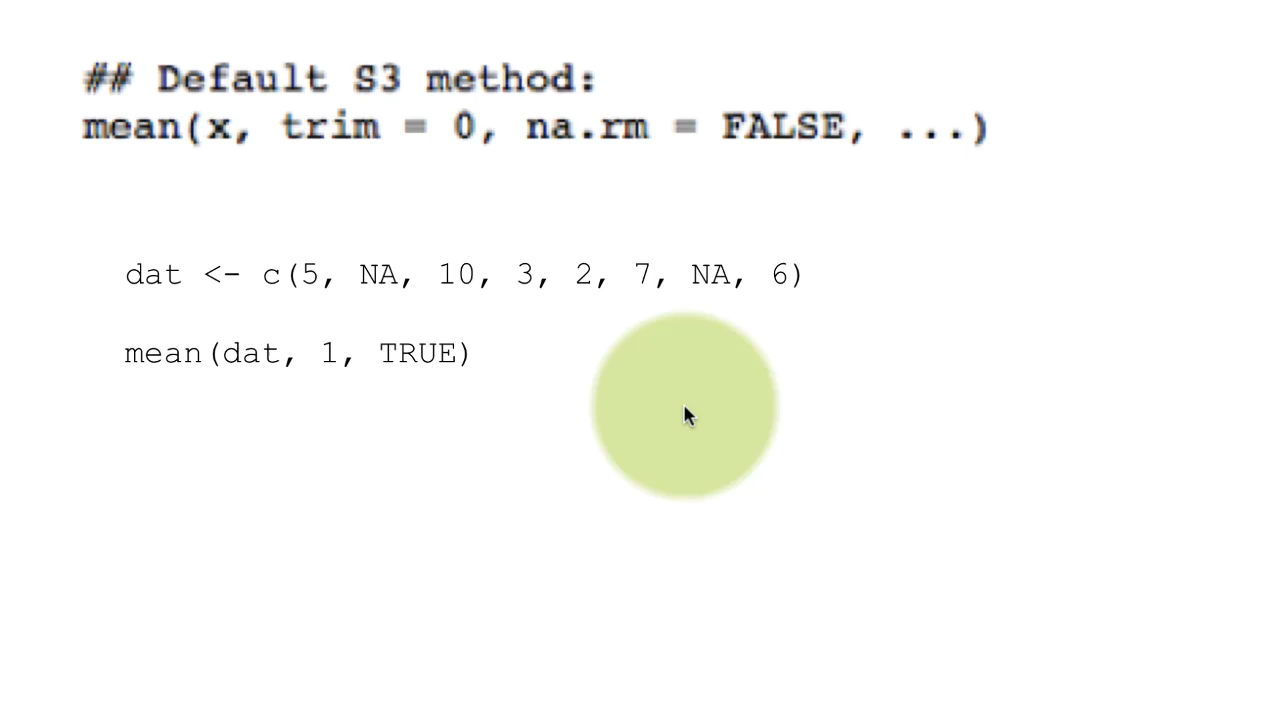 ## Default S3 method:
mean(x, trim = 0, na.rm = FALSE, ...)
dat <- c(5, NA, 10, 3, 2, 7, NA, 6)
mean(dat, 1, TRUE)